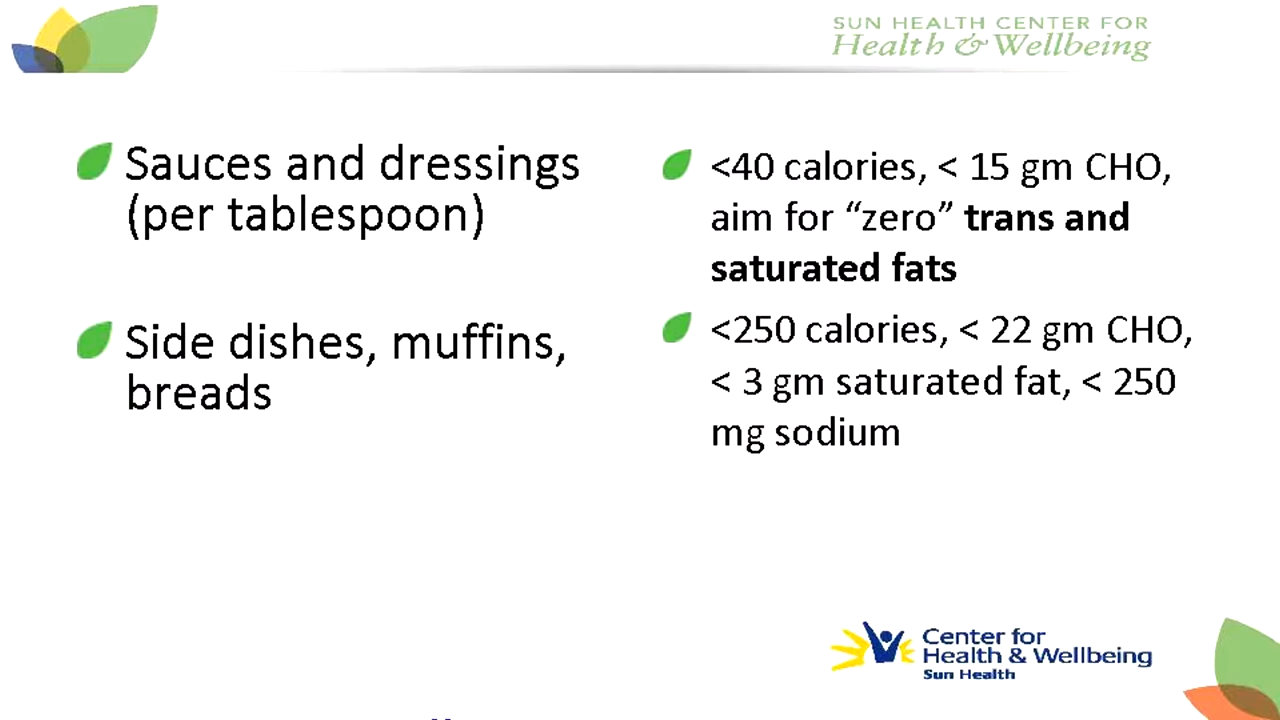 SUN HEALTH CENTER FOR
Health & Wellbeing
Sauces and dressings
(per tablespoon)
<40 calories, < 15 gm CHO,
aim for “zero” trans and
saturated fats
Side dishes, muffins,
breads
<250 calories, < 22 gm CHO,
< 3 gm saturated fat, < 250
mg sodium
Center for
Health & Wellbeing
Sun Health